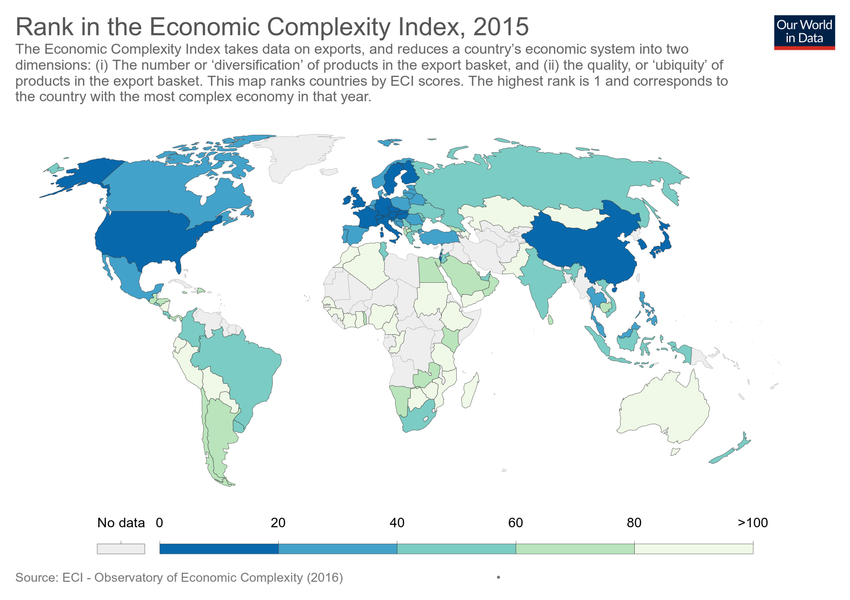 Rank in the Economic Complexity Index, 2015
Our World
in Data
The Economic Complexity Index takes data on exports, and reduces a country's economic system into two
dimensions: (i) The number or 'diversification' of products in the export basket, and (ii) the quality, or 'ubiquity' of
products in the export basket. This map ranks countries by ECI scores. The highest rank is 1 and corresponds to
the country with the most complex economy in that year.
No data 0 20 40 60 80 >100
Source: ECI - Observatory of Economic Complexity (2016)